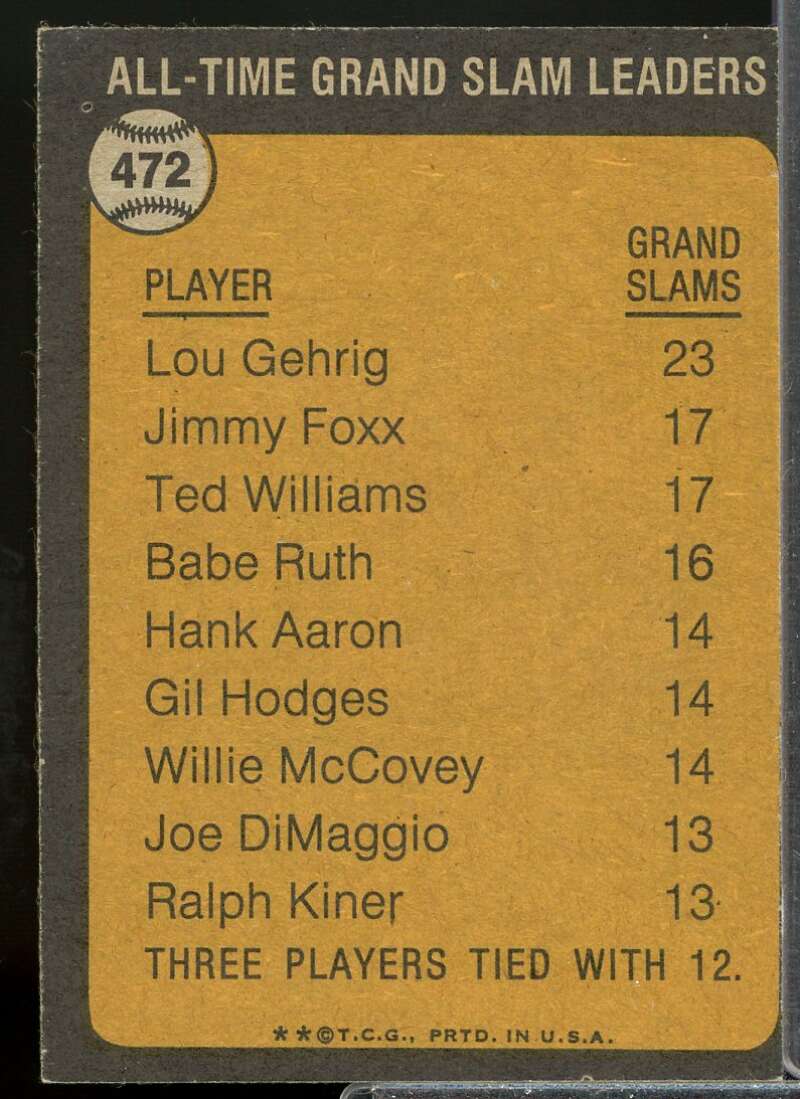 ALL-TIME GRAND SLAM LEADERS
472
PLAYER GRAND SLAMS
Lou Gehrig 23
Jimmy Foxx 17
Ted Williams 17
Babe Ruth 16
Hank Aaron 14
Gil Hodges 14
Willie McCovey 14
Joe DiMaggio 13
Ralph Kiner 13
THREE PLAYERS TIED WITH 12.
**©T.C.G., PRTD. IN U.S.A.